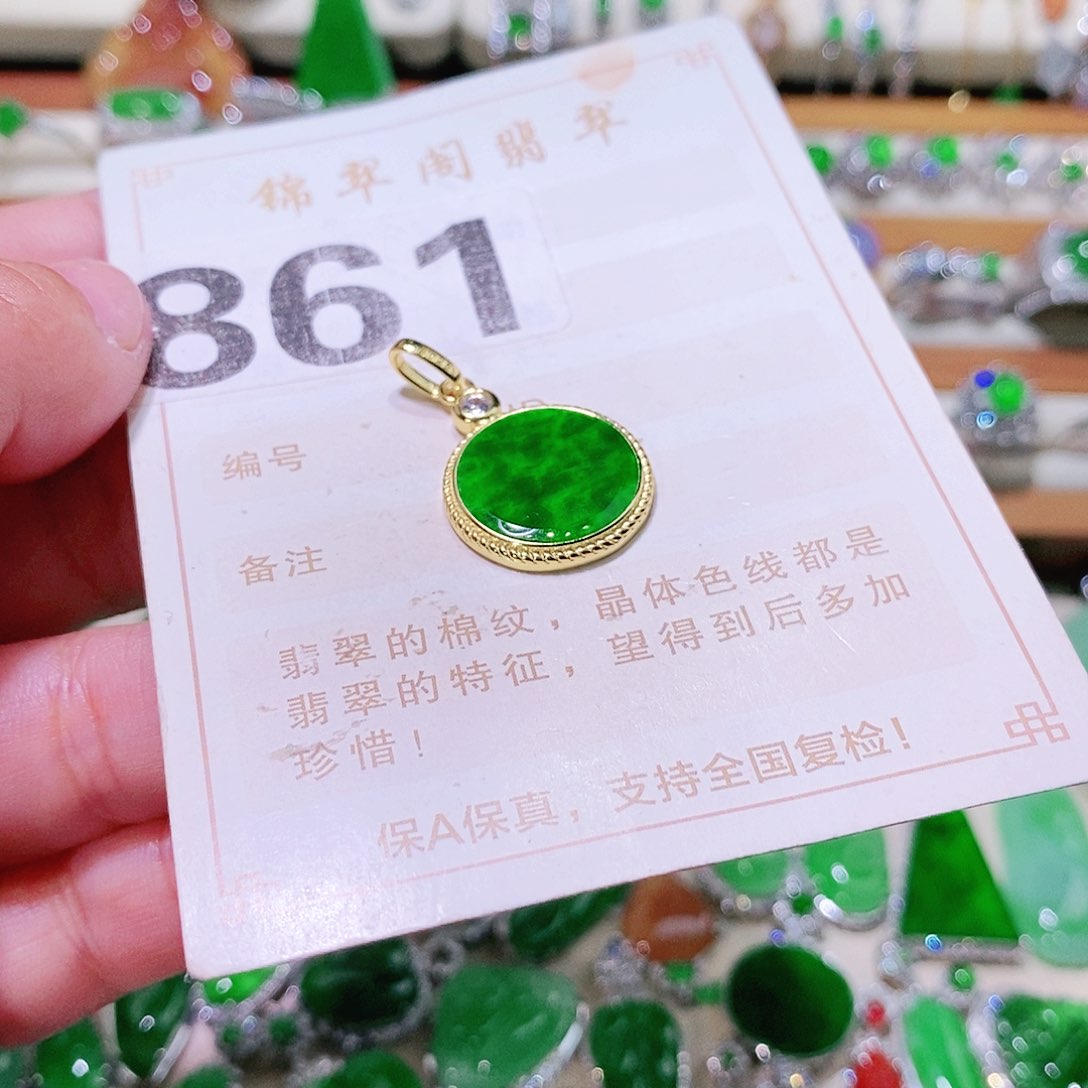 锦翠阁翡翠
861
编号
备注
翡翠的棉纹，晶体色线都是
翡翠的特征，望得到后多加
珍惜！
保A保真，支持全国复检！